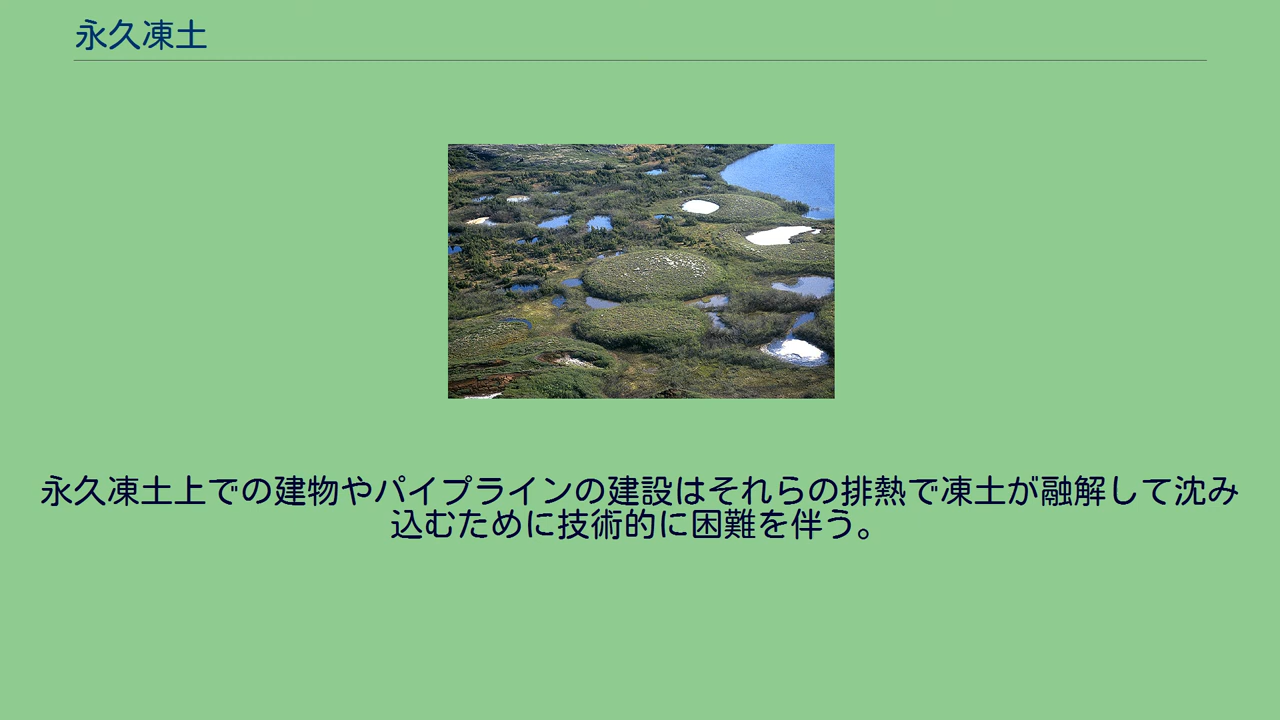 永久凍土
永久凍土上での建物やパイプラインの建設はそれらの排熱で凍土が融解して沈み
込むために技術的に困難を伴う。